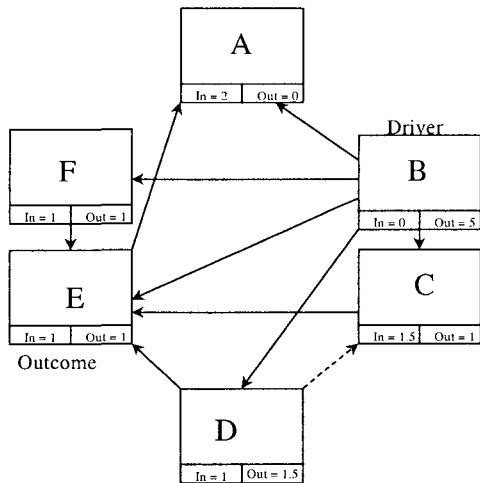 A
In = 2 Out = 0
Driver
F
B
In = 1 Out = 1
In = 0 Out = 5
E
C
In = 1 Out = 1
In = 1.5 Out = 1
Outcome
D
In = 1 Out = 1.5